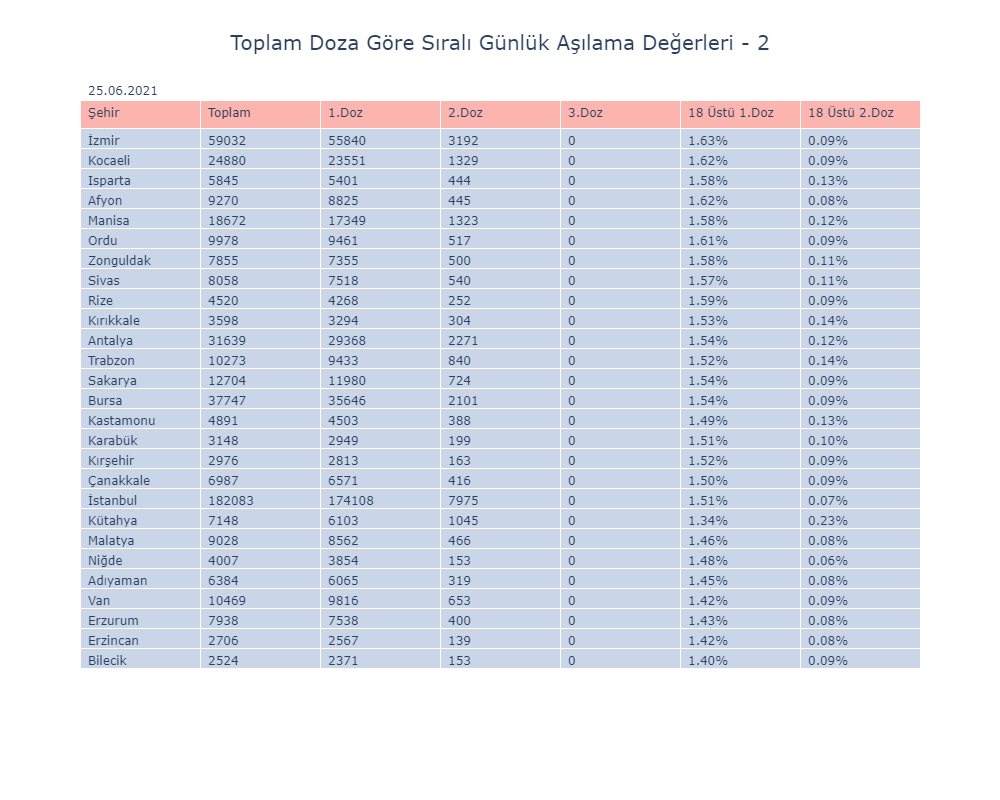 Toplam Doza Göre Sıralı Günlük Aşılama Değerleri - 2
25.06.2021
Şehir Toplam 1.Doz 2.Doz 3.Doz 18 Üstü 1.Doz 18 Üstü 2.Doz
İzmir 59032 55840 3192 0 1.63% 0.09%
Kocaeli 24880 23551 1329 0 1.62% 0.09%
Isparta 5845 5401 444 0 1.58% 0.13%
Afyon 9270 8825 445 0 1.62% 0.08%
Manisa 18672 17349 1323 0 1.58% 0.12%
Ordu 9978 9461 517 0 1.61% 0.09%
Zonguldak 7855 7355 500 0 1.58% 0.11%
Sivas 8058 7518 540 0 1.57% 0.11%
Rize 4520 4268 252 0 1.59% 0.09%
Kırıkkale 3598 3294 304 0 1.53% 0.14%
Antalya 31639 29368 2271 0 1.54% 0.12%
Trabzon 10273 9433 840 0 1.52% 0.14%
Sakarya 12704 11980 724 0 1.54% 0.09%
Bursa 37747 35646 2101 0 1.54% 0.09%
Kastamonu 4891 4503 388 0 1.49% 0.13%
Karabük 3148 2949 199 0 1.51% 0.10%
Kırşehir 2976 2813 163 0 1.52% 0.09%
Çanakkale 6987 6571 416 0 1.50% 0.09%
İstanbul 182083 174108 7975 0 1.51% 0.07%
Kütahya 7148 6103 1045 0 1.34% 0.23%
Malatya 9028 8562 466 0 1.46% 0.08%
Niğde 4007 3854 153 0 1.48% 0.06%
Adıyaman 6384 6065 319 0 1.45% 0.08%
Van 10469 9816 653 0 1.42% 0.09%
Erzurum 7938 7538 400 0 1.43% 0.08%
Erzincan 2706 2567 139 0 1.42% 0.08%
Bilecik 2524 2371 153 0 1.40% 0.09%